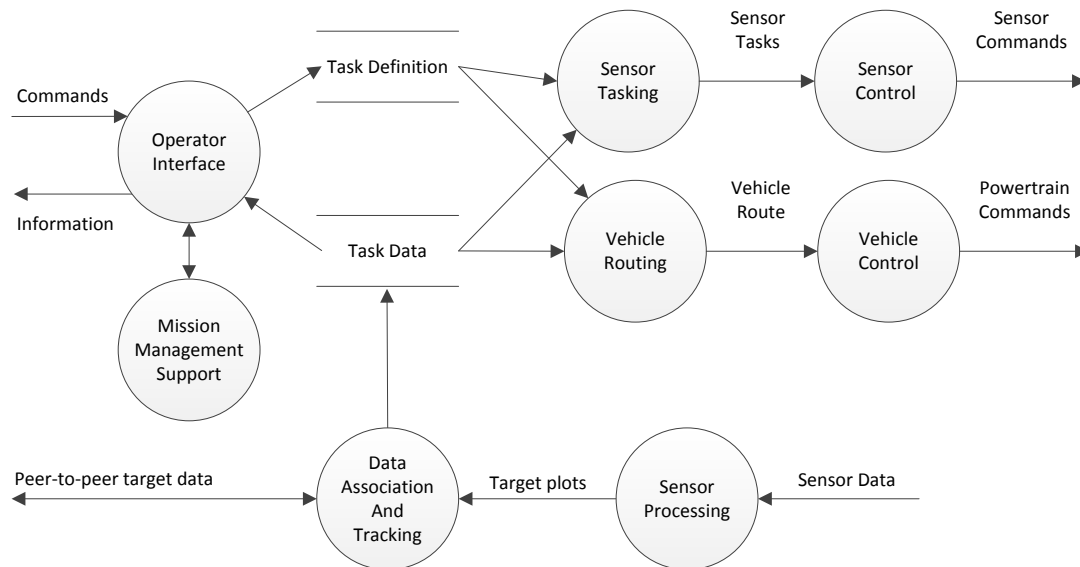 Sensor
Tasks
Sensor
Commands
Task Definition
Sensor
Tasking
Sensor
Control
Commands
Operator
Interface
Information
Vehicle
Route
Powertrain
Commands
Task Data
Vehicle
Routing
Vehicle
Control
Mission
Management
Support
Peer-to-peer target data
Data
Association
And
Tracking
Target plots
Sensor
Processing
Sensor Data